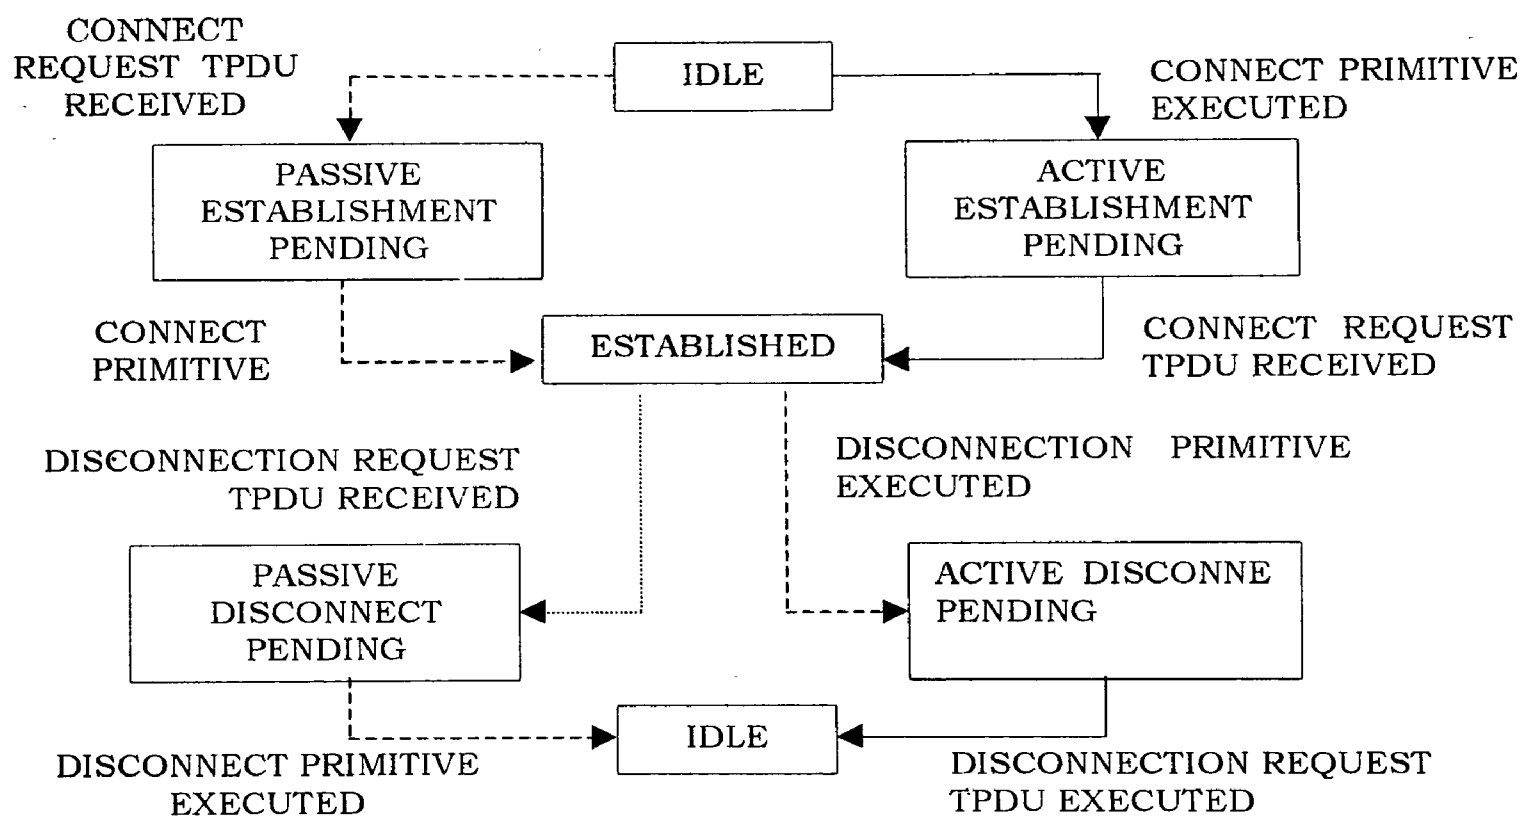 CONNECT
REQUEST TPDU
RECEIVED
IDLE
CONNECT PRIMITIVE
EXECUTED
PASSIVE
ESTABLISHMENT
PENDING
ACTIVE
ESTABLISHMENT
PENDING
CONNECT
PRIMITIVE
ESTABLISHED
CONNECT REQUEST
TPDU RECEIVED
DISCONNECTION REQUEST
TPDU RECEIVED
DISCONNECTION PRIMITIVE
EXECUTED
PASSIVE
DISCONNECT
PENDING
ACTIVE DISCONNE
PENDING
IDLE
DISCONNECT PRIMITIVE
EXECUTED
DISCONNECTION REQUEST
TPDU EXECUTED